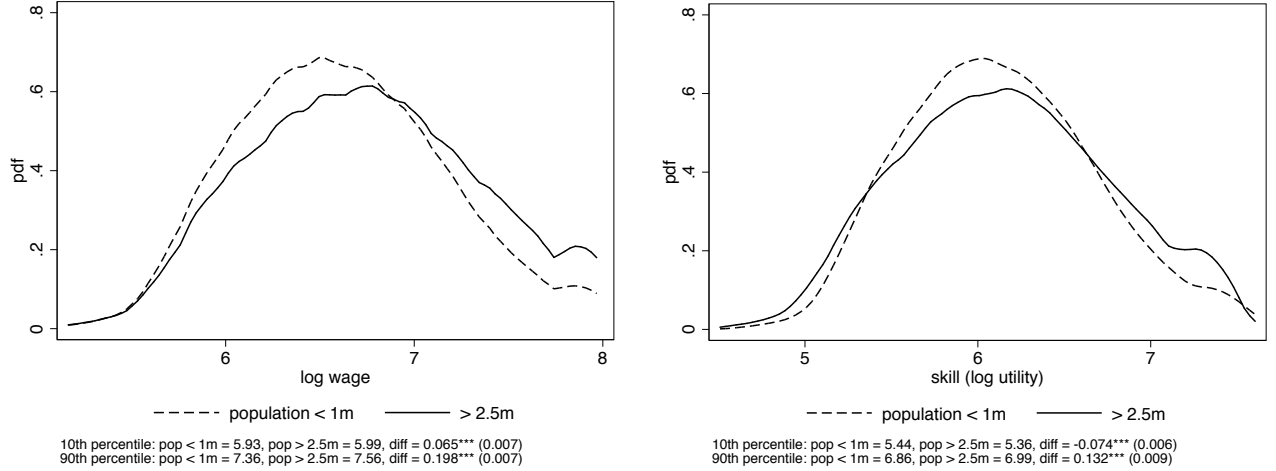 .8
.6
.4
.2
0
pdf
6
7
8
log wage
population < 1m
> 2.5m
10th percentile: pop < 1m = 5.93, pop > 2.5m = 5.99, diff = 0.065*** (0.007)
90th percentile: pop < 1m = 7.36, pop > 2.5m = 7.56, diff = 0.198*** (0.007)
.8
.6
.4
.2
0
pdf
5
6
7
skill (log utility)
population < 1m
> 2.5m
10th percentile: pop < 1m = 5.44, pop > 2.5m = 5.36, diff = -0.074*** (0.006)
90th percentile: pop < 1m = 6.86, pop > 2.5m = 6.99, diff = 0.132*** (0.009)